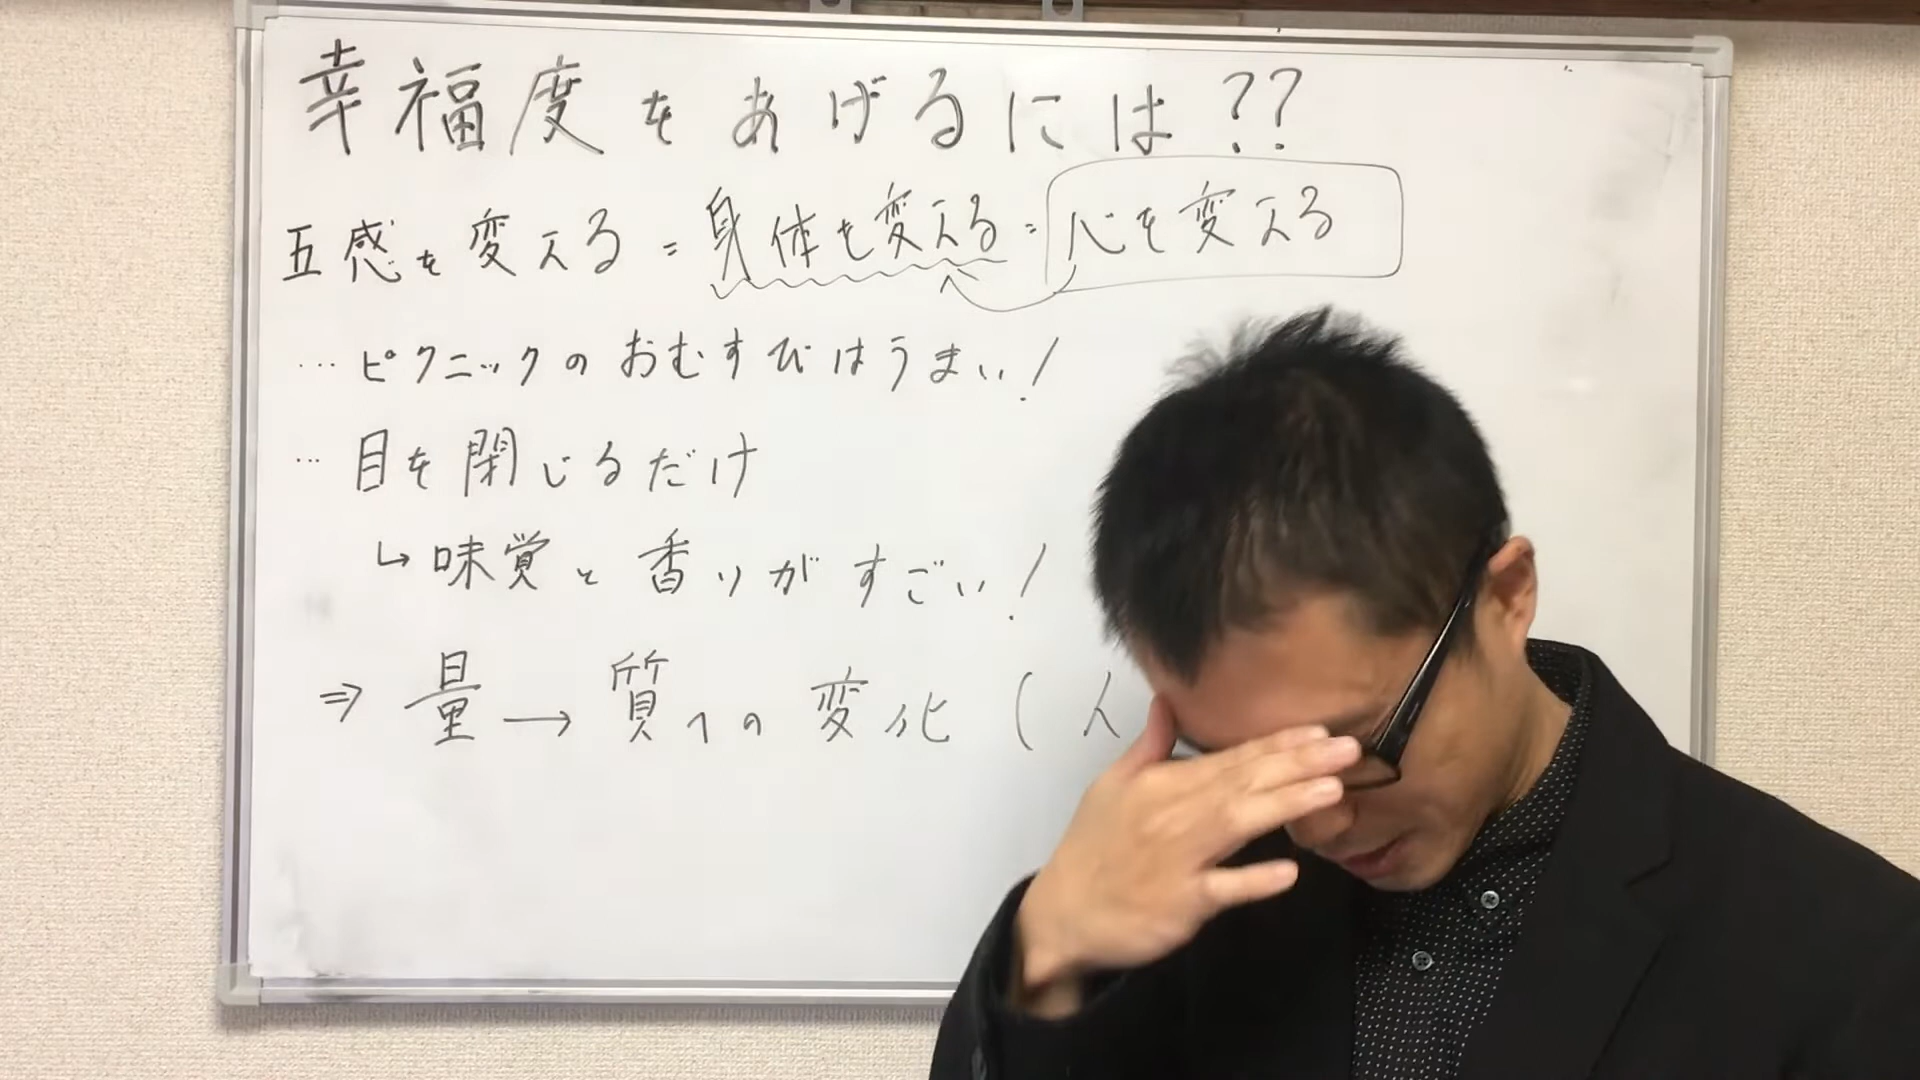 幸福度をあげるには??
五感を変える=身体を変える=心を変える
…ピクニックのおむすびはうまい!
…目を閉じるだけ
↳味覚と香りがすごい!
⇒量→質への変化(人